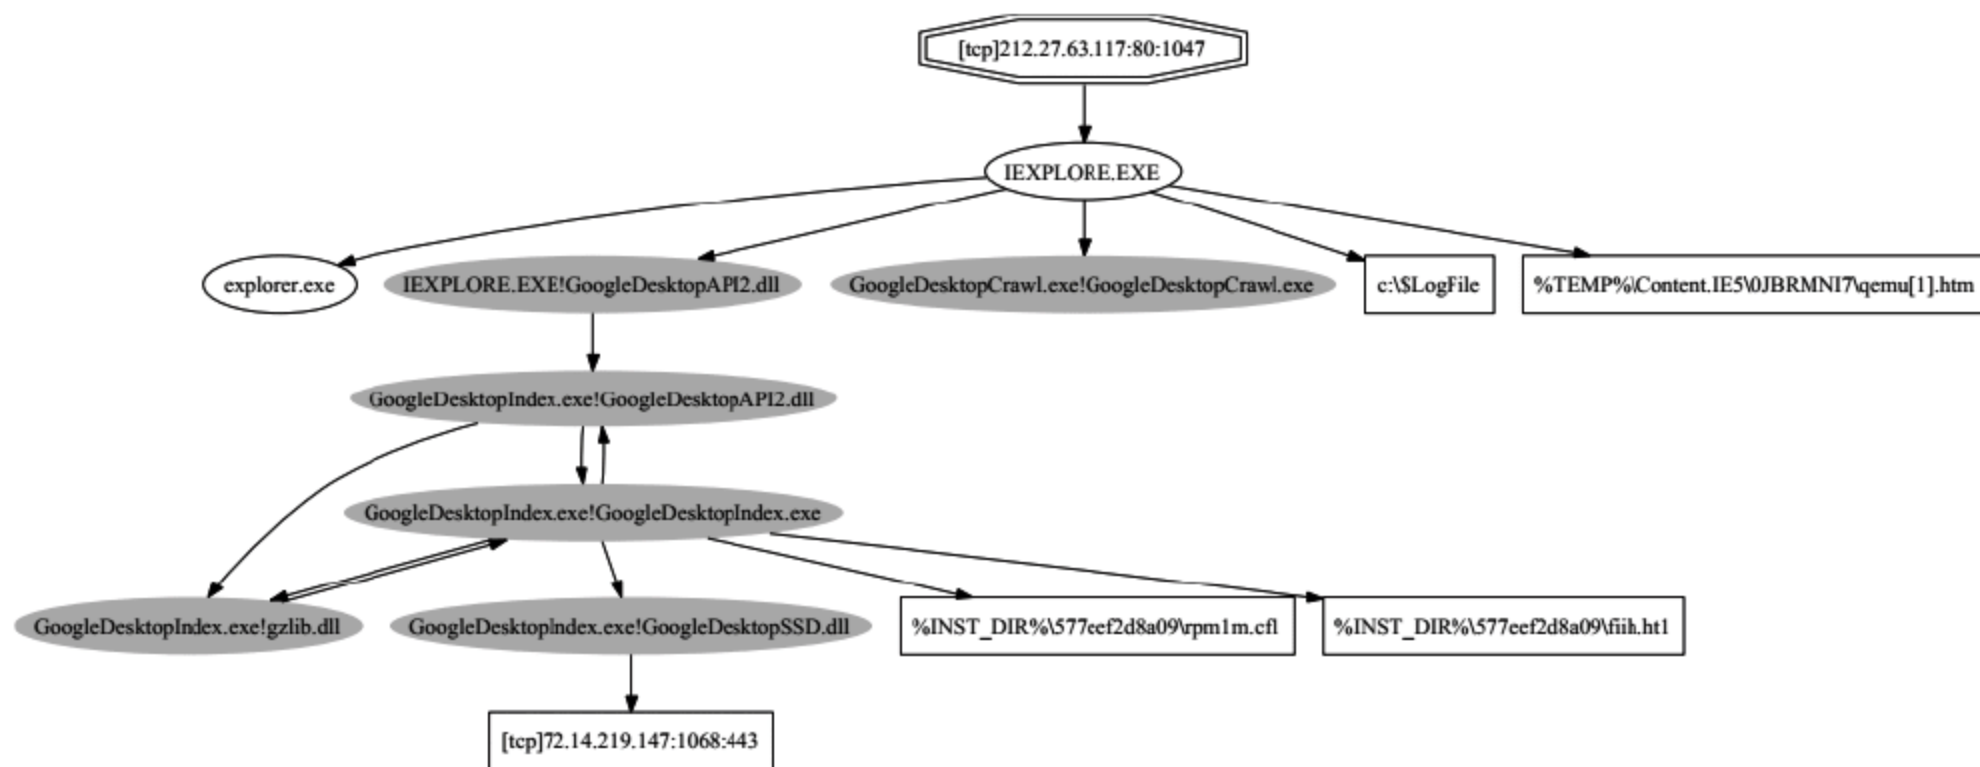 [tcp]212.27.63.117:80:1047
IEXPLORE.EXE
explorer.exe
IEXPLORE.EXE!GoogleDesktopAPI2.dll
GoogleDesktopCrawl.exe!GoogleDesktopCrawl.exe
c:\$LogFile
%TEMP%\Content.IE5\0JBRMNI7\qemu[1].htm
GoogleDesktopIndex.exe!GoogleDesktopAPI2.dll
GoogleDesktopIndex.exe!GoogleDesktopIndex.exe
GoogleDesktopIndex.exe!gzlib.dll
GoogleDesktopIndex.exe!GoogleDesktopSSD.dll
%INST_DIR%\577eef2d8a09\rpm1m.cf1
%INST_DIR%\577eef2d8a09\fiih.ht1
[tcp]72.14.219.147:1068:443